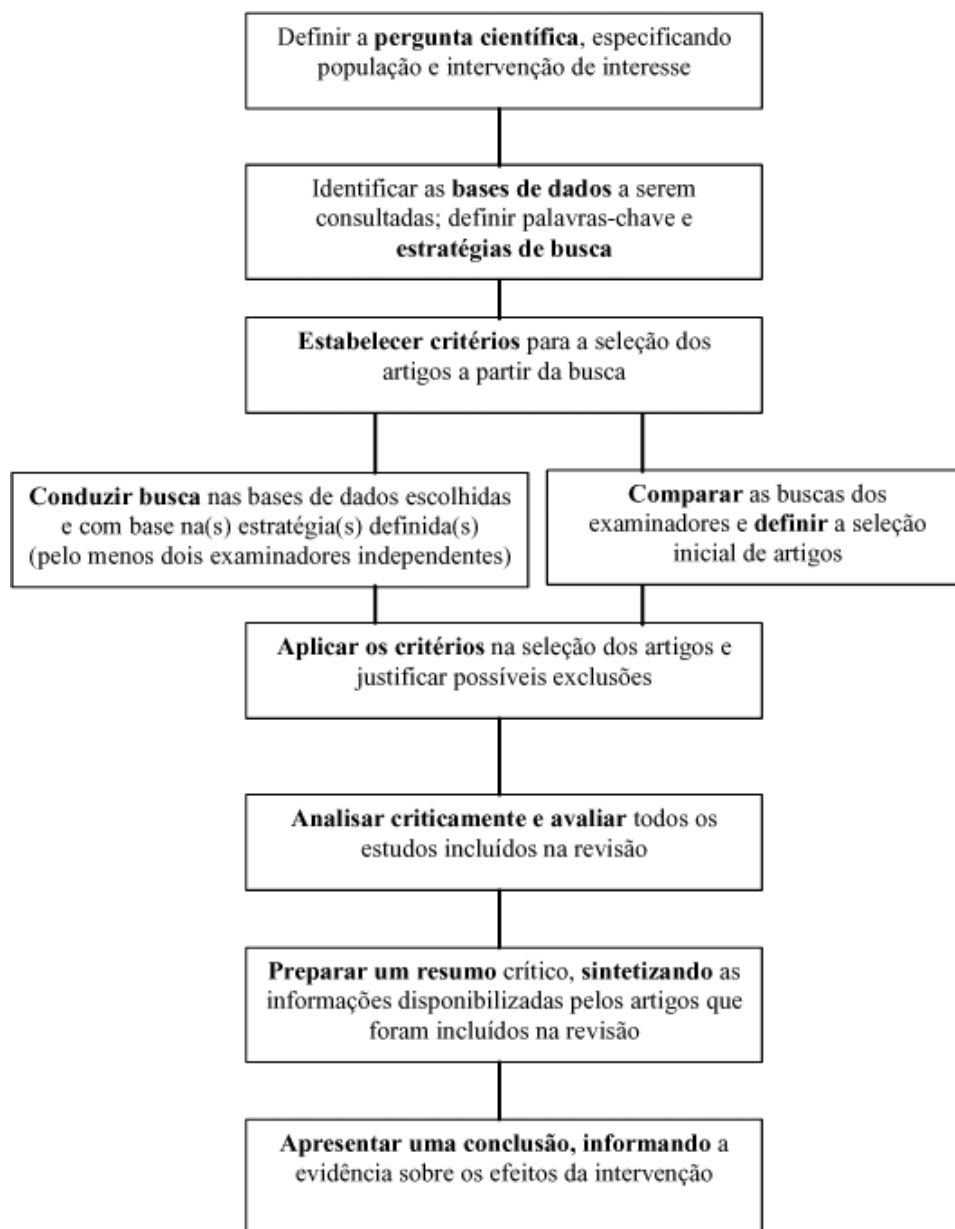 Definir a pergunta científica, especificando
população e intervenção de interesse
Identificar as bases de dados a serem
consultadas; definir palavras-chave e
estratégias de busca
Estabelecer critérios para a seleção dos
artigos a partir da busca
Conduzir busca nas bases de dados escolhidas
e com base na(s) estratégia(s) definida(s)
(pelo menos dois examinadores independentes)
Comparar as buscas dos
examinadores e definir a seleção
inicial de artigos
Aplicar os critérios na seleção dos artigos e
justificar possíveis exclusões
Analisar criticamente e avaliar todos os
estudos incluídos na revisão
Preparar um resumo crítico, sintetizando as
informações disponibilizadas pelos artigos que
foram incluídos na revisão
Apresentar uma conclusão, informando a
evidência sobre os efeitos da intervenção